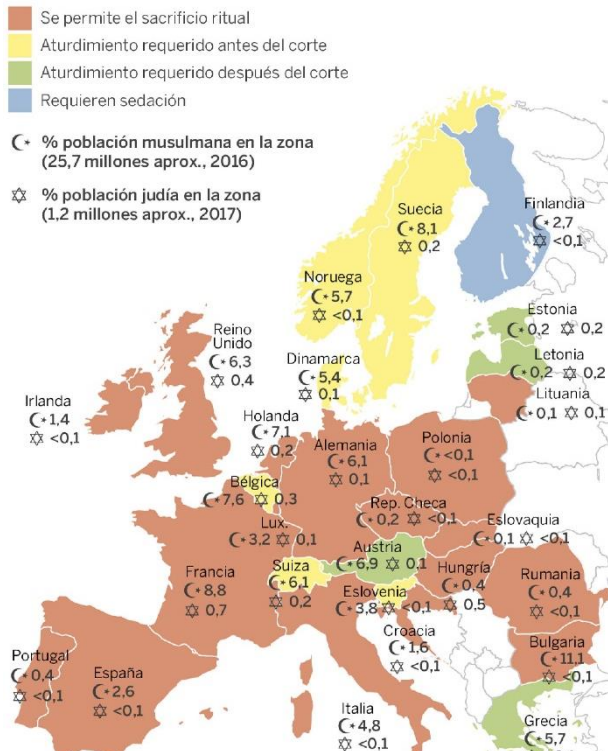 Se permite el sacrificio ritual
Aturdimiento requerido antes del corte
Aturdimiento requerido después del corte
Requieren sedación
% población musulmana en la zona
(25,7 millones aprox., 2016)
% población judía en la zona
(1,2 millones aprox., 2017)
Finlandia
2,7
<0,1
Suecia
8,1
0,2
Noruega
5,7
<0,1
Estonia
0,2 0,2
Letonia
0,2 0,2
Lituania
0,1 0,1
Reino
Unido
6,3
0,4
Dinamarca
5,4
0,1
Irlanda
1,4
<0,1
Holanda
7,1
0,2
Alemania
6,1
0,1
Polonia
<0,1
<0,1
Bélgica
7,6 0,3
Rep. Checa
0,2 <0,1
Lux.
3,2 0,1
Eslovaquia
0,1 <0,1
Austria
6,9 0,1
Suiza
6,1
0,2
Hungría
0,4
0,5
Francia
8,8
0,7
Eslovenia
3,8 <0,1
Rumania
0,4
<0,1
Croacia
1,6
<0,1
Bulgaria
11,1
<0,1
Portugal
0,4
<0,1
España
2,6
<0,1
Italia
4,8
<0,1
Grecia
5,7